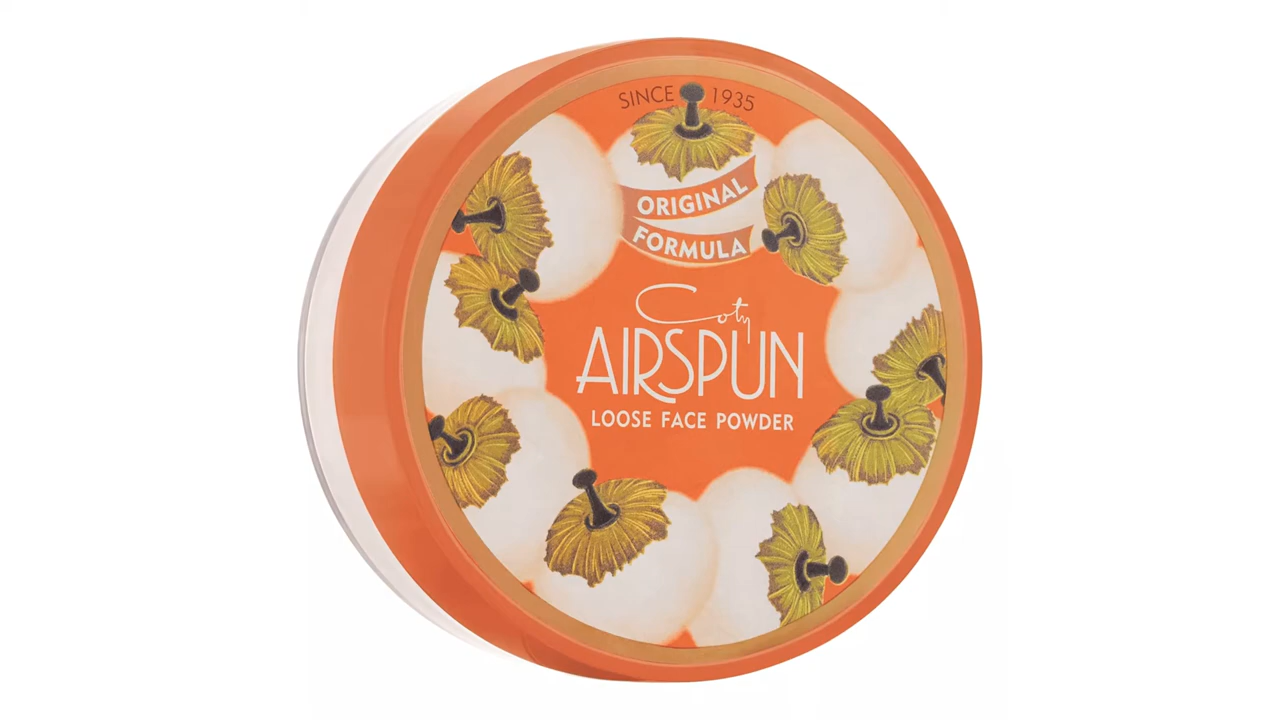 SINCE 1935
ORIGINAL
FORMULA
Coty
AIRSPUN
LOOSE FACE POWDER